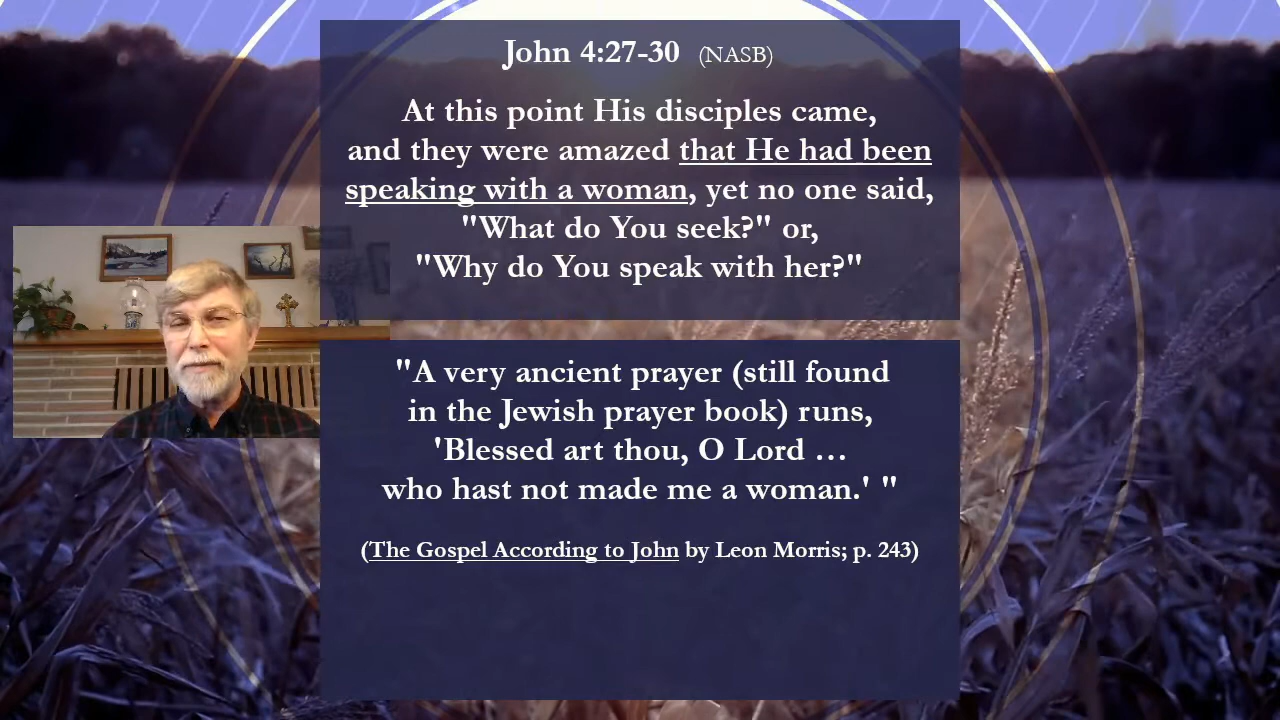 John 4:27-30 (NASB)
At this point His disciples came,
and they were amazed that He had been
speaking with a woman, yet no one said,
"What do You seek?" or,
"Why do You speak with her?"
"A very ancient prayer (still found
in the Jewish prayer book) runs,
'Blessed art thou, O Lord …
who hast not made me a woman.' "
(The Gospel According to John by Leon Morris; p. 243)